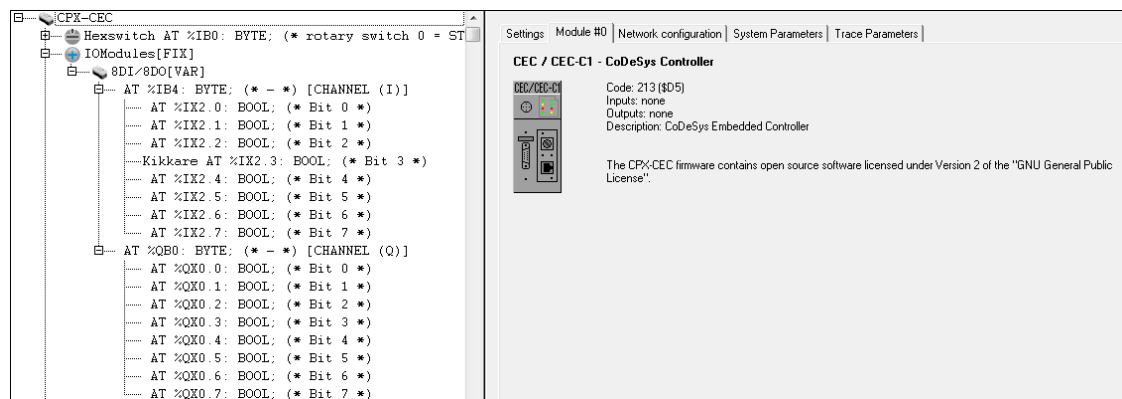 CPX-CEC
Hexswitch AT %IB0: BYTE; (* rotary switch 0 = ST
IOModules[FIX]
8DI/8DO[VAR]
AT %IB4: BYTE; (* - *) [CHANNEL (I)]
AT %IX2.0: BOOL; (* Bit 0 *)
AT %IX2.1: BOOL; (* Bit 1 *)
AT %IX2.2: BOOL; (* Bit 2 *)
Kikkare AT %IX2.3: BOOL; (* Bit 3 *)
AT %IX2.4: BOOL; (* Bit 4 *)
AT %IX2.5: BOOL; (* Bit 5 *)
AT %IX2.6: BOOL; (* Bit 6 *)
AT %IX2.7: BOOL; (* Bit 7 *)
AT %QB0: BYTE; (* - *) [CHANNEL (Q)]
AT %QX0.0: BOOL; (* Bit 0 *)
AT %QX0.1: BOOL; (* Bit 1 *)
AT %QX0.2: BOOL; (* Bit 2 *)
AT %QX0.3: BOOL; (* Bit 3 *)
AT %QX0.4: BOOL; (* Bit 4 *)
AT %QX0.5: BOOL; (* Bit 5 *)
AT %QX0.6: BOOL; (* Bit 6 *)
AT %QX0.7: BOOL; (* Bit 7 *)
Settings Module #0 Network configuration System Parameters Trace Parameters
CEC / CEC-C1 - CoDeSys Controller
CEC/CEC-C1
Code: 213 ($D5)
Inputs: none
Outputs: none
Description: CoDeSys Embedded Controller
The CPX-CEC firmware contains open source software licensed under Version 2 of the "GNU General Public
License".